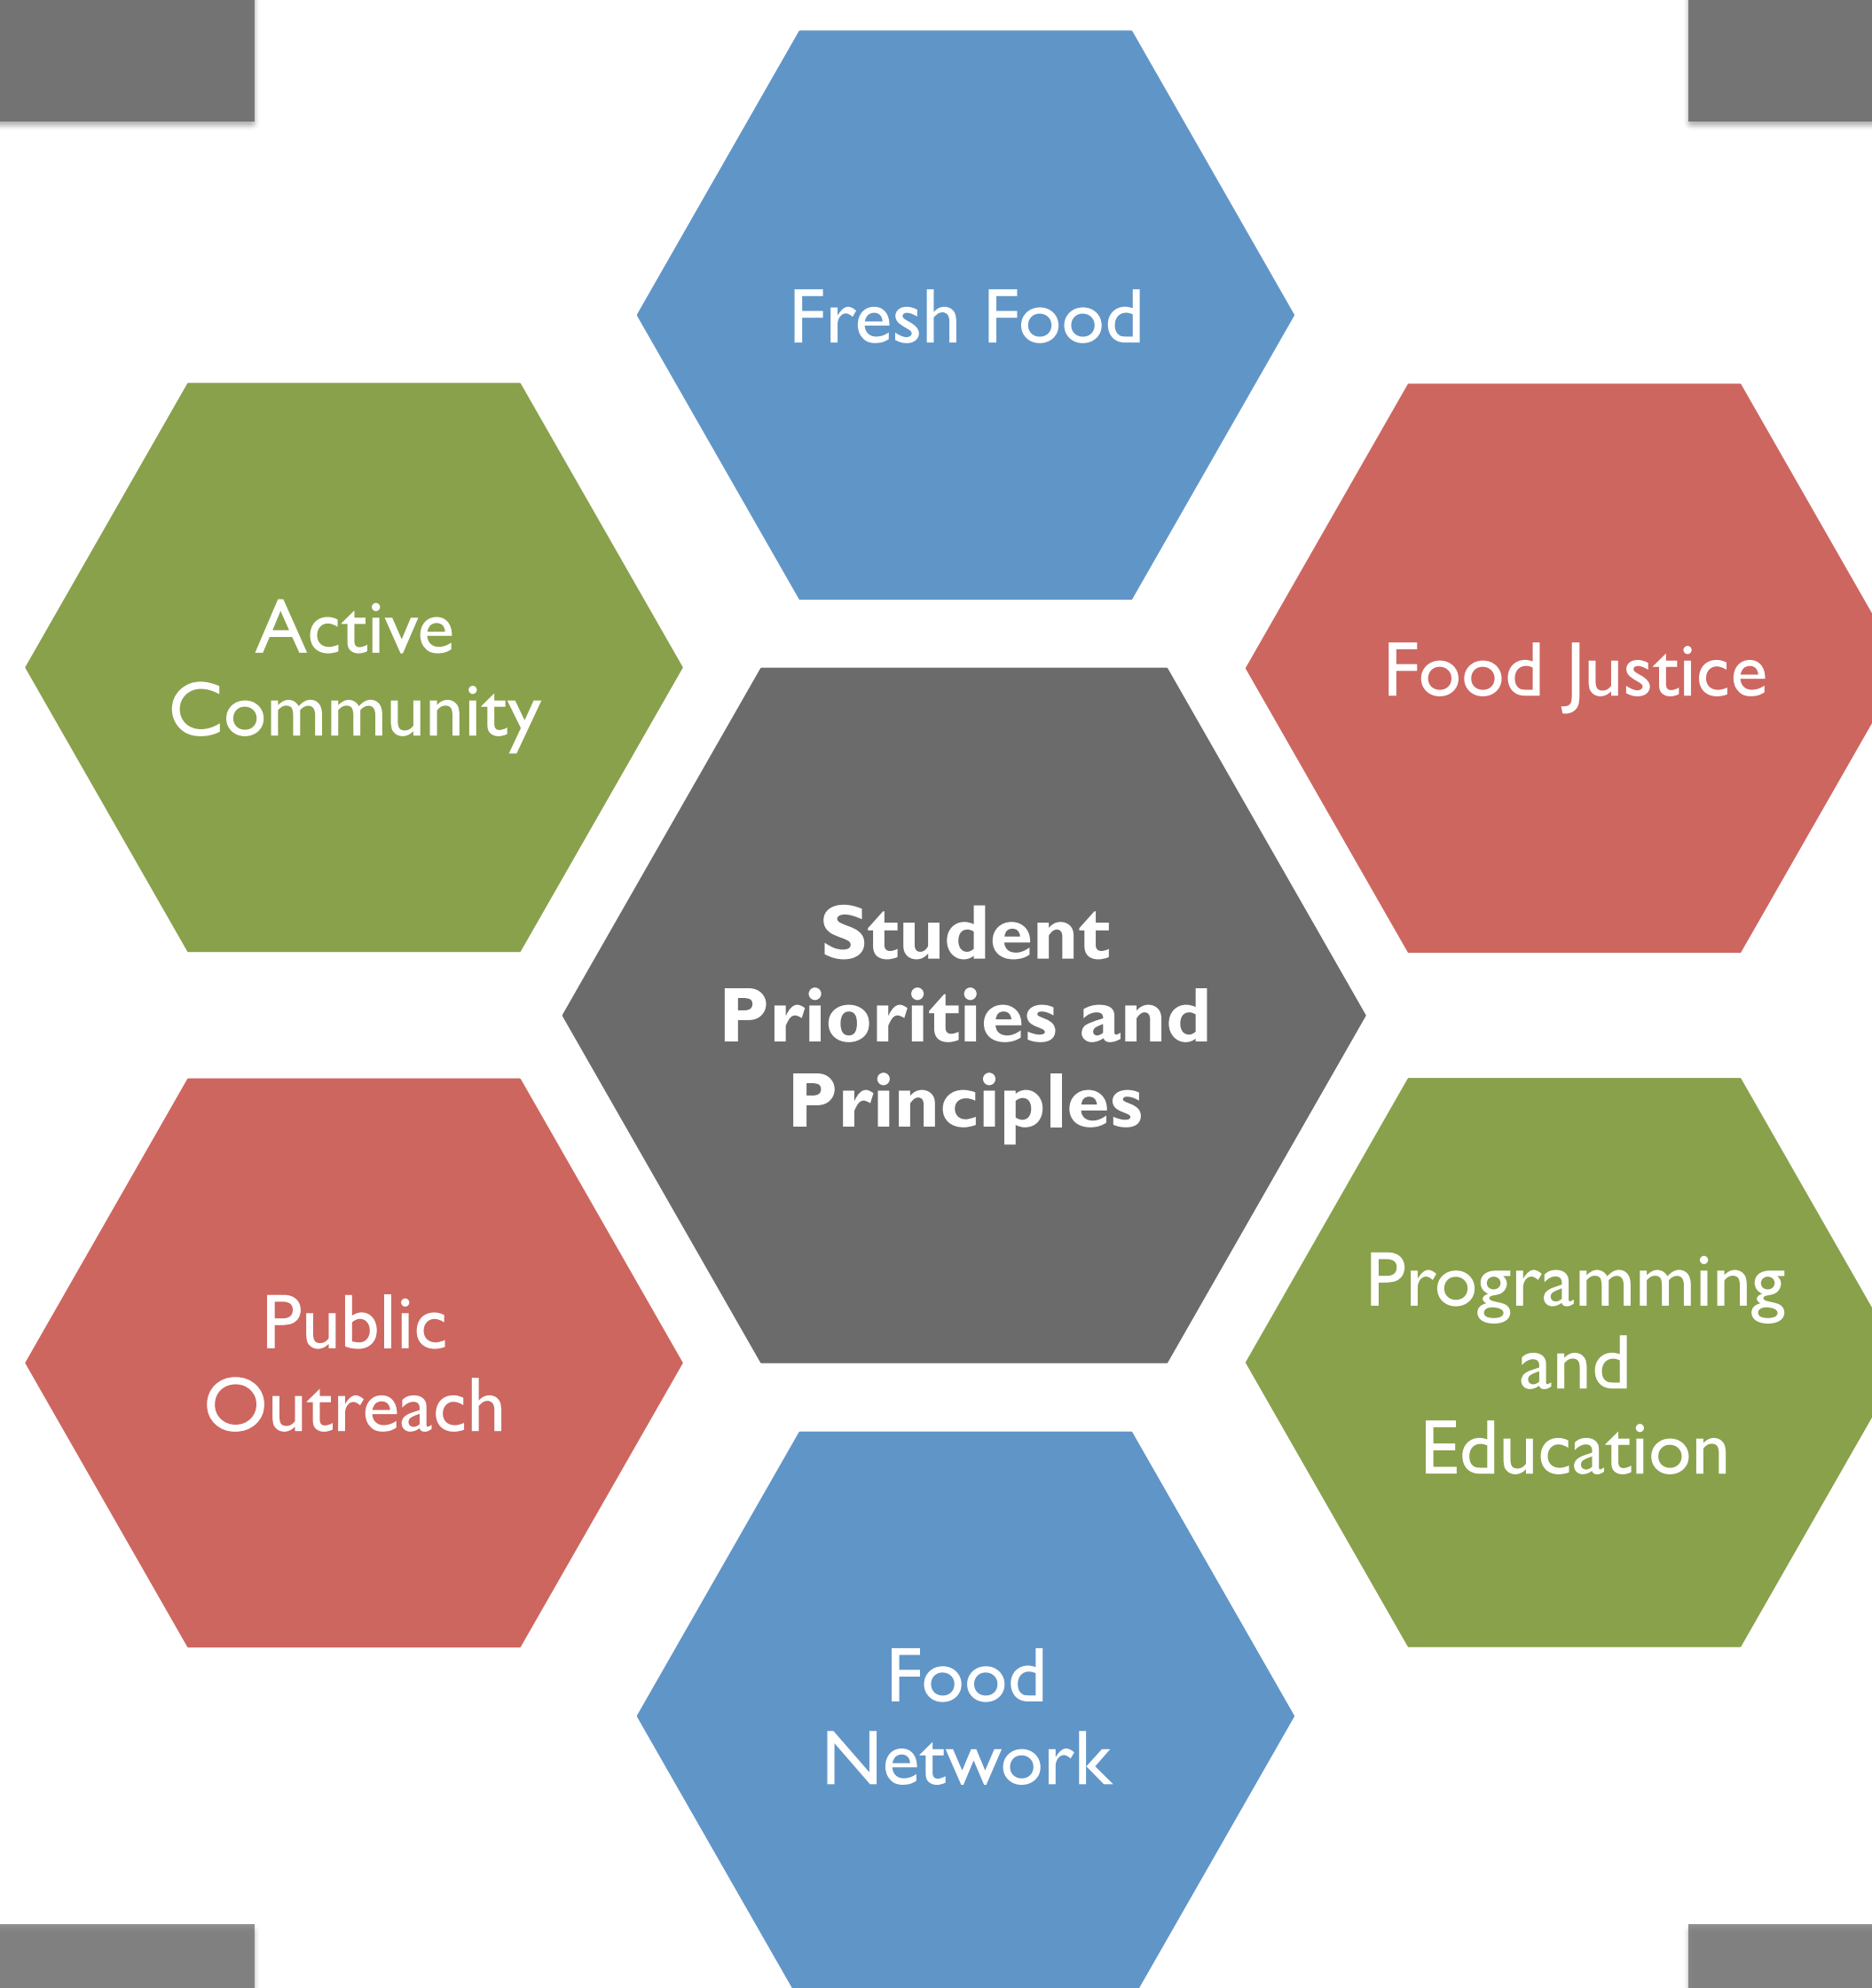 Fresh Food
Active
Community
Food Justice
Student
Priorities and
Principles
Public
Outreach
Programming
and
Education
Food
Network